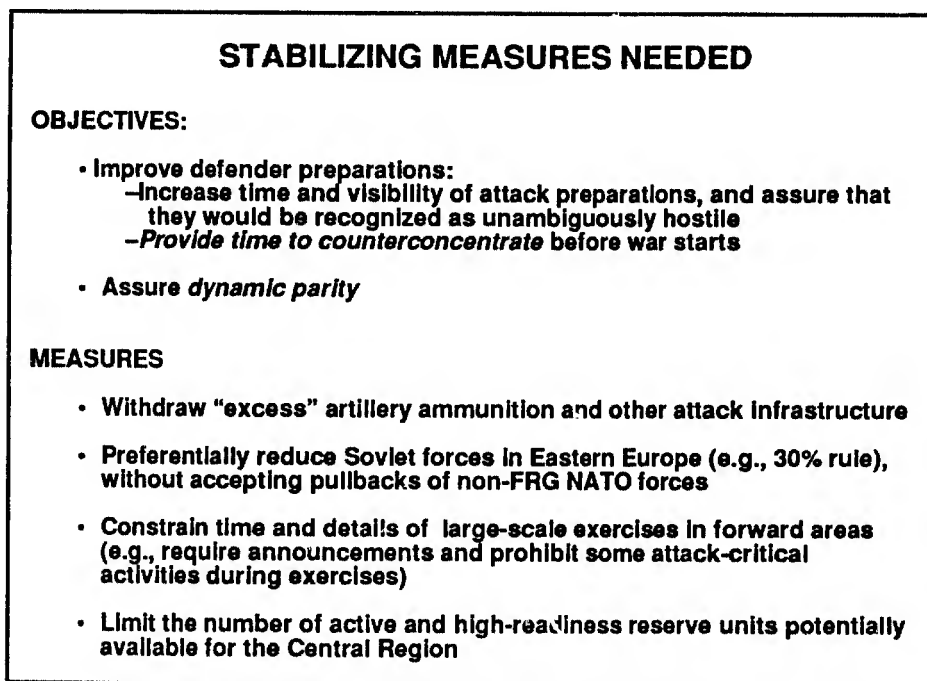 STABILIZING MEASURES NEEDED
OBJECTIVES:
• Improve defender preparations:
–Increase time and visibility of attack preparations, and assure that
they would be recognized as unambiguously hostile
–Provide time to counterconcentrate before war starts
• Assure dynamic parity
MEASURES
• Withdraw “excess” artillery ammunition and other attack infrastructure
• Preferentially reduce Soviet forces in Eastern Europe (e.g., 30% rule),
without accepting pullbacks of non-FRG NATO forces
• Constrain time and details of large-scale exercises in forward areas
(e.g., require announcements and prohibit some attack-critical
activities during exercises)
• Limit the number of active and high-readiness reserve units potentially
available for the Central Region